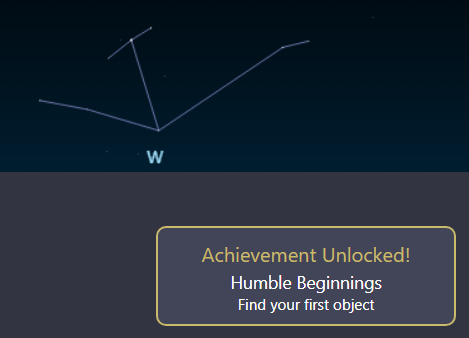 W
Achievement Unlocked!
Humble Beginnings
Find your first object